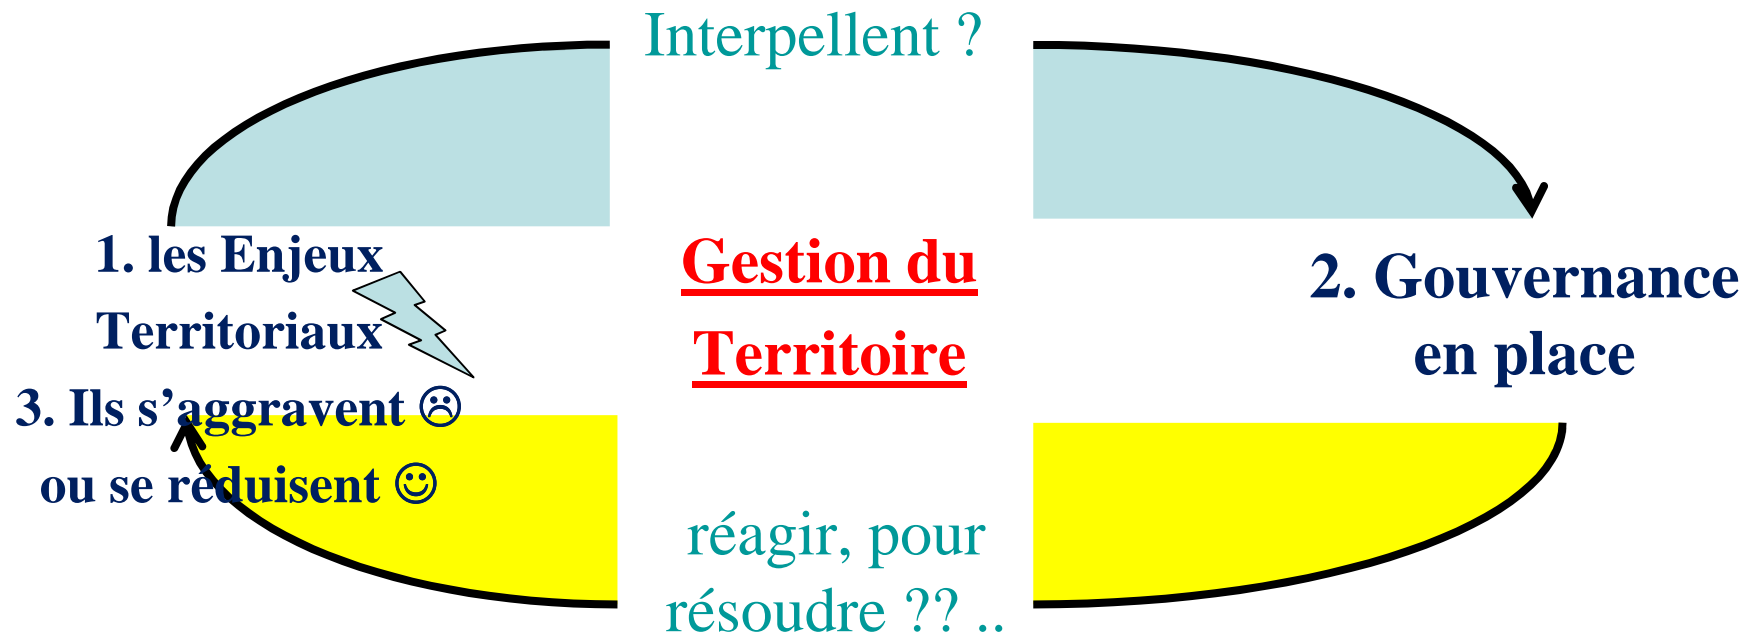 Interpellent ?
1. les Enjeux
Territoriaux
3. Ils s’aggravent ☹
ou se réduisent ☺
Gestion du
Territoire
2. Gouvernance
en place
réagir, pour
résoudre ?? ..